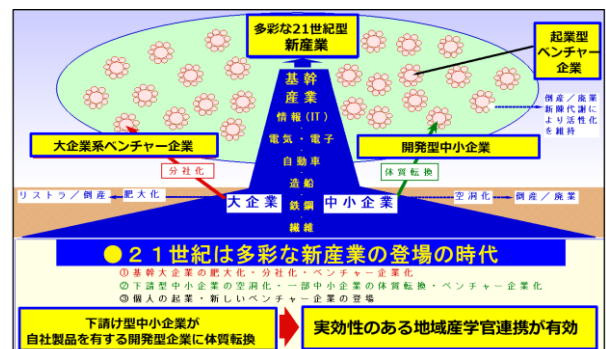 多彩な21世紀型
新産業
起業型
ベンチャー
企業
基幹
産業
情報(IT)
・
電気・電子
・
自動車
・
造船
・
鉄鋼
・
繊維
倒産/廃業
新陳代謝に
より活性化
を維持
大企業系ベンチャー企業
開発型中小企業
分社化
体質転換
リストラ/倒産
肥大化
大企業
中小企業
空洞化
倒産/廃業
●21世紀は多彩な新産業の登場の時代
①基幹大企業の肥大化・分社化・ベンチャー企業化
②下請型中小企業の空洞化・一部中小企業の体質転換・ベンチャー企業化
③個人の起業・新しいベンチャー企業の登場
下請け型中小企業が
自社製品を有する開発型企業に体質転換
実効性のある地域産学官連携が有効